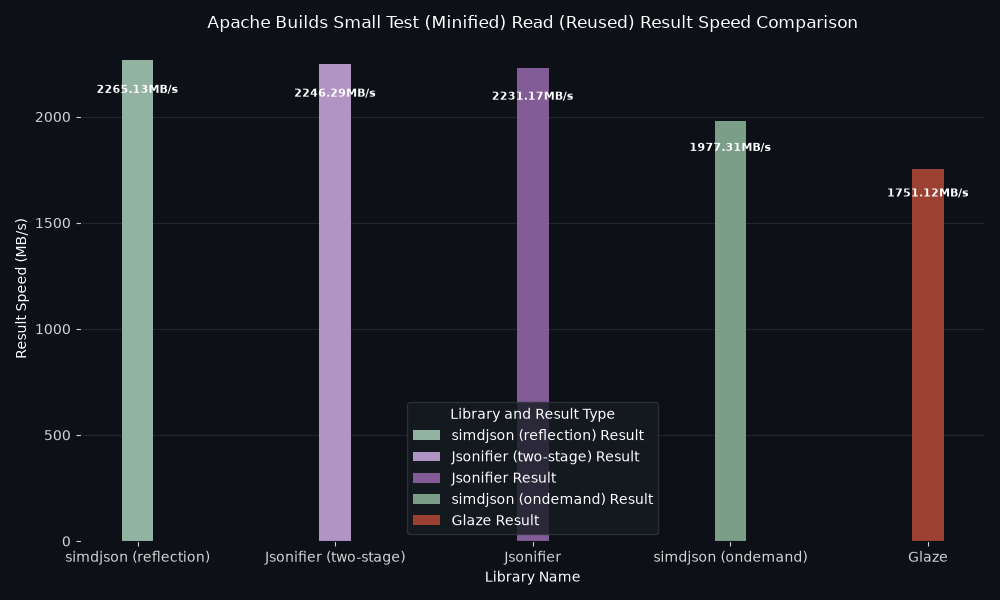 Apache Builds Small Test (Minified) Read (Reused) Result Speed Comparison
Result Speed (MB/s)
2000
1500
1000
500
0
2265.13MB/s
2246.29MB/s
2231.17MB/s
1977.31MB/s
1751.12MB/s
Library and Result Type
simdjson (reflection) Result
Jsonifier (two-stage) Result
Jsonifier Result
simdjson (ondemand) Result
Glaze Result
simdjson (reflection)
Jsonifier (two-stage)
Jsonifier
simdjson (ondemand)
Glaze
Library Name